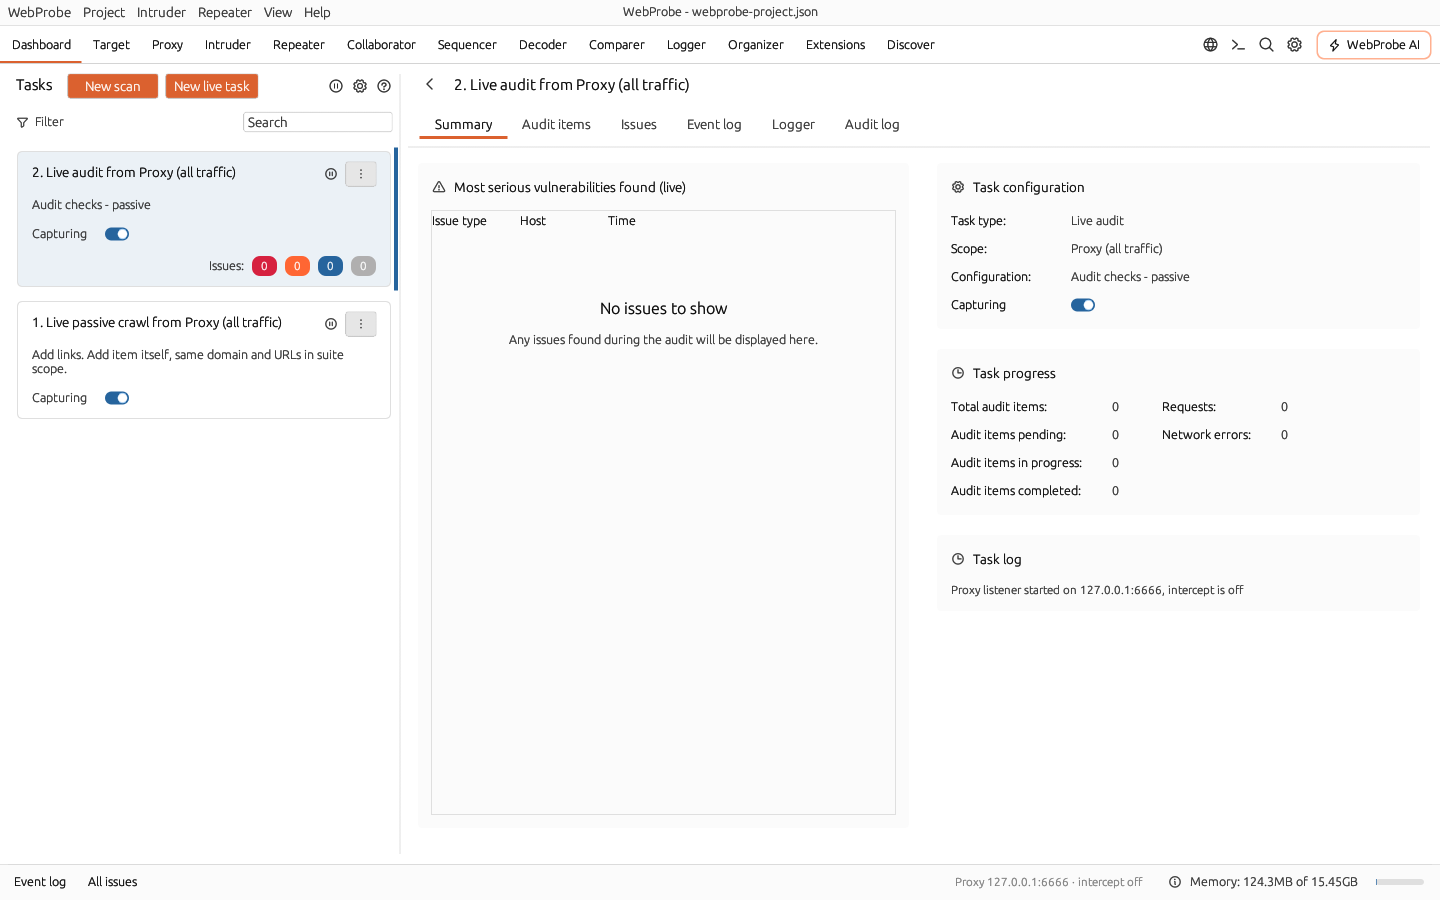 WebProbe Project Intruder Repeater View Help
WebProbe - webprobe-project.json
Dashboard Target Proxy Intruder Repeater Collaborator Sequencer Decoder Comparer Logger Organizer Extensions Discover
WebProbe AI
Tasks
New scan
New live task
Filter
Search
2. Live audit from Proxy (all traffic)
Audit checks - passive
Capturing
Issues: 0 0 0 0
1. Live passive crawl from Proxy (all traffic)
Add links. Add item itself, same domain and URLs in suite
scope.
Capturing
2. Live audit from Proxy (all traffic)
Summary Audit items Issues Event log Logger Audit log
Most serious vulnerabilities found (live)
Issue type Host Time
No issues to show
Any issues found during the audit will be displayed here.
Task configuration
Task type: Live audit
Scope: Proxy (all traffic)
Configuration: Audit checks - passive
Capturing
Task progress
Total audit items: 0 Requests: 0
Audit items pending: 0 Network errors: 0
Audit items in progress: 0
Audit items completed: 0
Task log
Proxy listener started on 127.0.0.1:6666, intercept is off
Event log All issues
Proxy 127.0.0.1:6666 · intercept off
Memory: 124.3MB of 15.45GB